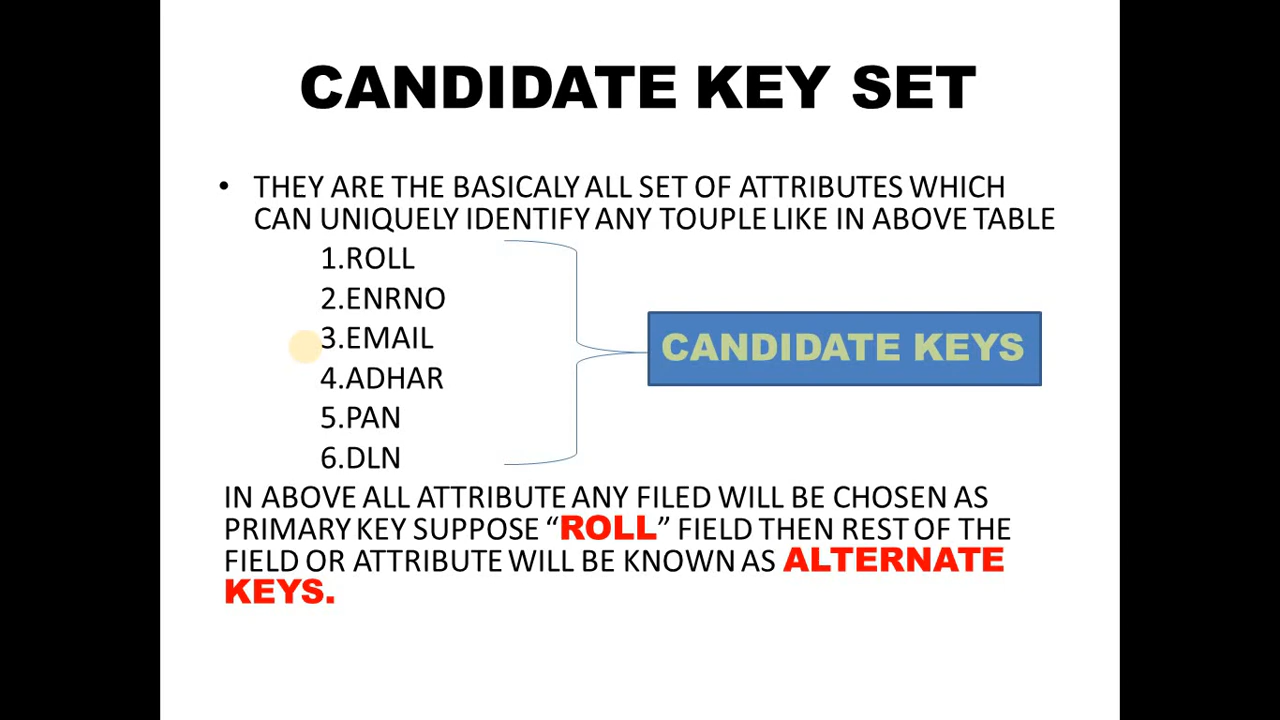 CANDIDATE KEY SET
• THEY ARE THE BASICALY ALL SET OF ATTRIBUTES WHICH
CAN UNIQUELY IDENTIFY ANY TOUPLE LIKE IN ABOVE TABLE
1.ROLL
2.ENRNO
3.EMAIL
4.ADHAR
5.PAN
6.DLN
CANDIDATE KEYS
IN ABOVE ALL ATTRIBUTE ANY FILED WILL BE CHOSEN AS
PRIMARY KEY SUPPOSE “ROLL” FIELD THEN REST OF THE
FIELD OR ATTRIBUTE WILL BE KNOWN AS ALTERNATE
KEYS.